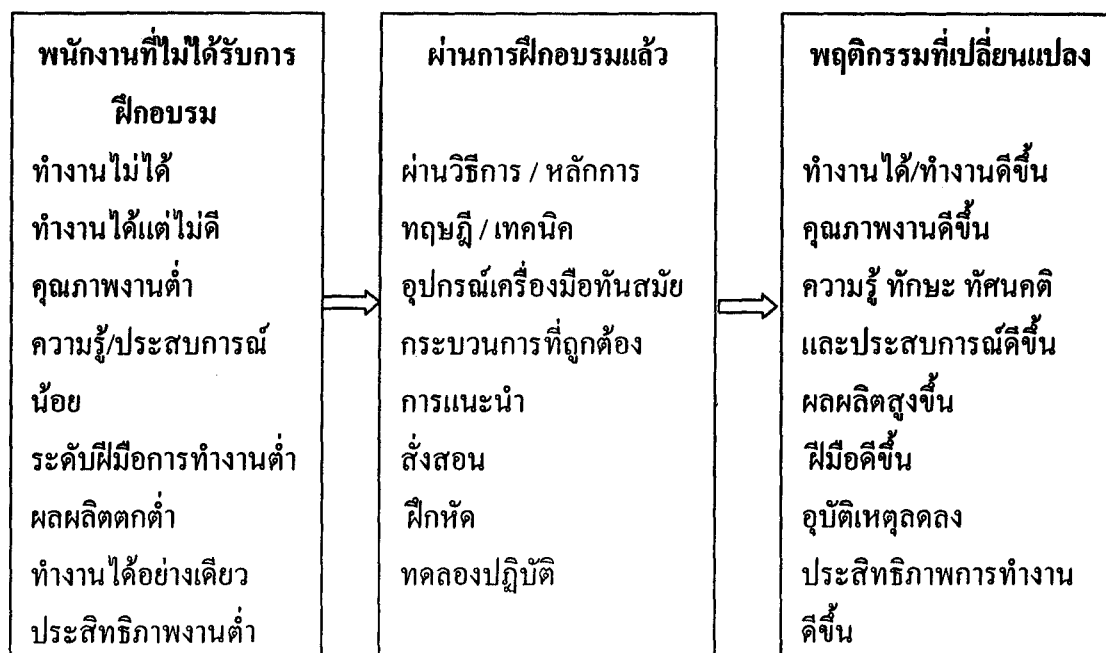 พนักงานที่ไม่ได้รับการ
ฝึกอบรม
ทำงานไม่ได้
ทำงานได้แต่ไม่ดี
คุณภาพงานต่ำ
ความรู้/ประสบการณ์
น้อย
ระดับฝีมือการทำงานต่ำ
ผลผลิตตกต่ำ
ทำงานได้อย่างเดียว
ประสิทธิภาพงานต่ำ
ผ่านการฝึกอบรมแล้ว
ผ่านวิธีการ / หลักการ
ทฤษฎี / เทคนิค
อุปกรณ์เครื่องมือทันสมัย
กระบวนการที่ถูกต้อง
การแนะนำ
สั่งสอน
ฝึกหัด
ทดลองปฏิบัติ
พฤติกรรมที่เปลี่ยนแปลง
ทำงานได้/ทำงานดีขึ้น
คุณภาพงานดีขึ้น
ความรู้ ทักษะ ทัศนคติ
และประสบการณ์ดีขึ้น
ผลผลิตสูงขึ้น
ฝีมือดีขึ้น
อุบัติเหตุลดลง
ประสิทธิภาพการทำงาน
ดีขึ้น